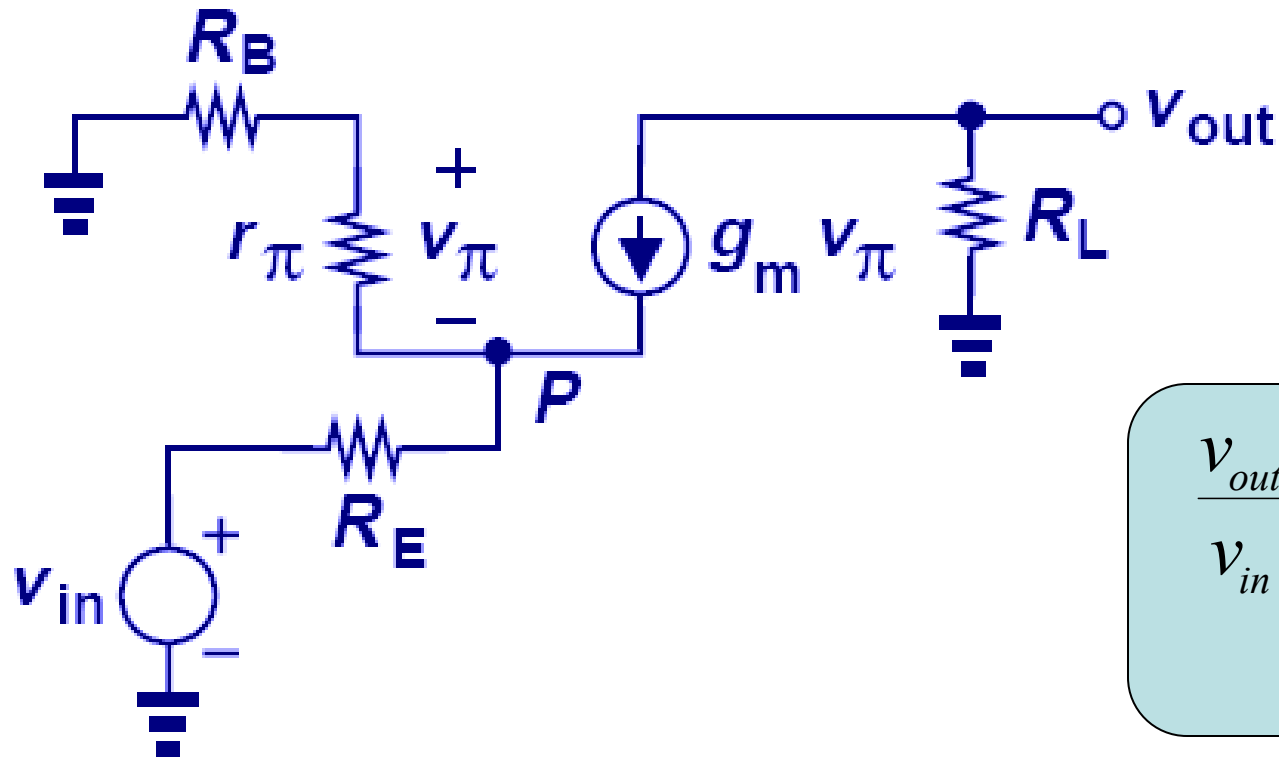 R_B
v_out
+
r_π
v_π
g_m v_π
R_L
−
P
R_E
+
v_in
−
v_out
v_in